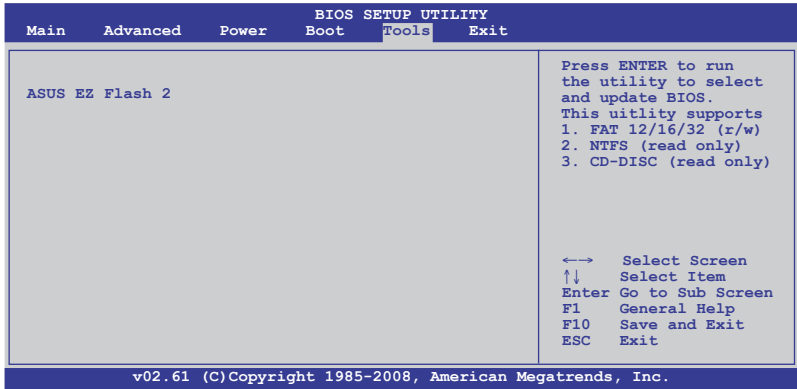 BIOS SETUP UTILITY
Main Advanced Power Boot Tools Exit
ASUS EZ Flash 2
Press ENTER to run
the utility to select
and update BIOS.
This uitlity supports
1. FAT 12/16/32 (r/w)
2. NTFS (read only)
3. CD-DISC (read only)
←→ Select Screen
↑↓ Select Item
Enter Go to Sub Screen
F1 General Help
F10 Save and Exit
ESC Exit
v02.61 (C)Copyright 1985-2008, American Megatrends, Inc.